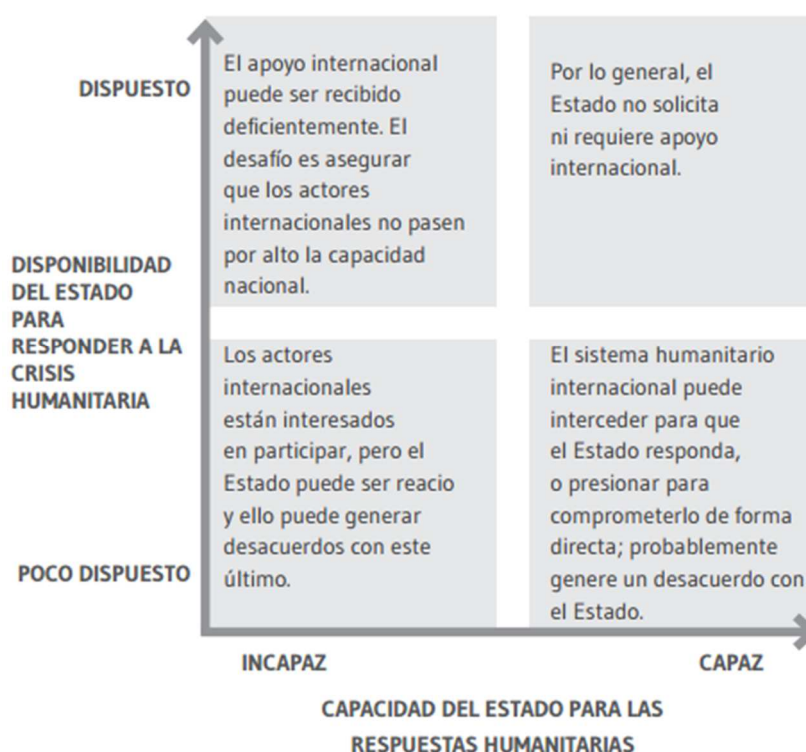 DISPUESTO
El apoyo internacional
puede ser recibido
deficientemente. El
desafío es asegurar
que los actores
internacionales no pasen
por alto la capacidad
nacional.
Por lo general, el
Estado no solicita
ni requiere apoyo
internacional.
DISPONIBILIDAD
DEL ESTADO
PARA
RESPONDER A LA
CRISIS
HUMANITARIA
Los actores
internacionales
están interesados
en participar, pero el
Estado puede ser reacio
y ello puede generar
desacuerdos con este
último.
El sistema humanitario
internacional puede
interceder para que
el Estado responda,
o presionar para
comprometerlo de forma
directa; probablemente
genere un desacuerdo con
el Estado.
POCO DISPUESTO
INCAPAZ
CAPAZ
CAPACIDAD DEL ESTADO PARA LAS
RESPUESTAS HUMANITARIAS